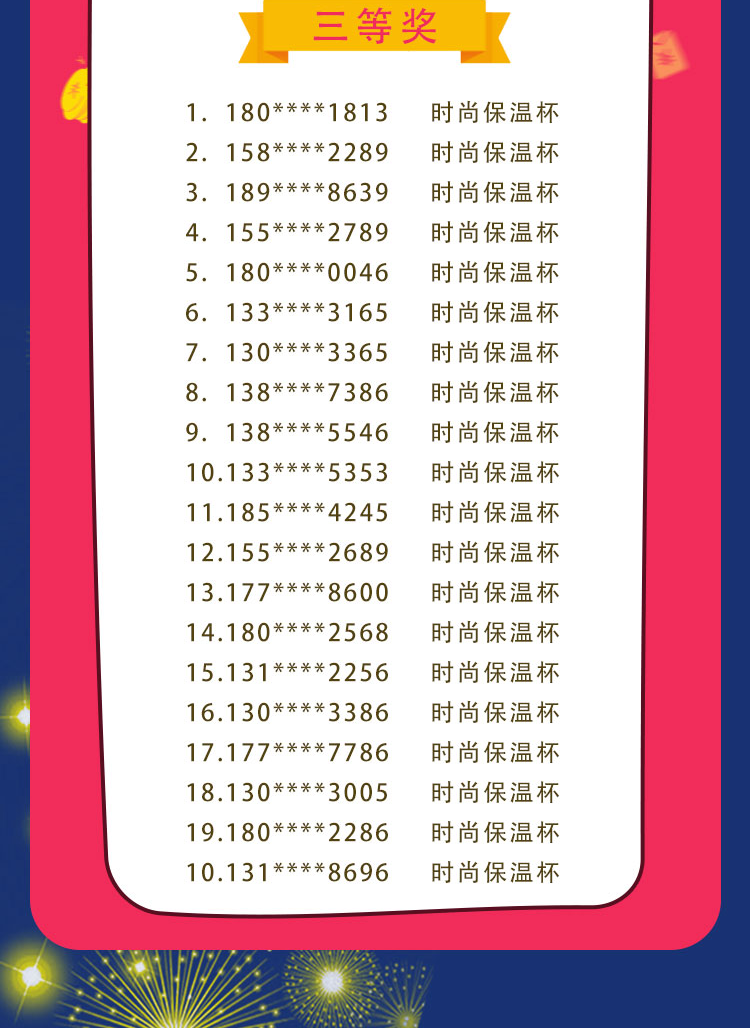 三等奖
1. 180****1813 时尚保温杯
2. 158****2289 时尚保温杯
3. 189****8639 时尚保温杯
4. 155****2789 时尚保温杯
5. 180****0046 时尚保温杯
6. 133****3165 时尚保温杯
7. 130****3365 时尚保温杯
8. 138****7386 时尚保温杯
9. 138****5546 时尚保温杯
10.133****5353 时尚保温杯
11.185****4245 时尚保温杯
12.155****2689 时尚保温杯
13.177****8600 时尚保温杯
14.180****2568 时尚保温杯
15.131****2256 时尚保温杯
16.130****3386 时尚保温杯
17.177****7786 时尚保温杯
18.130****3005 时尚保温杯
19.180****2286 时尚保温杯
10.131****8696 时尚保温杯